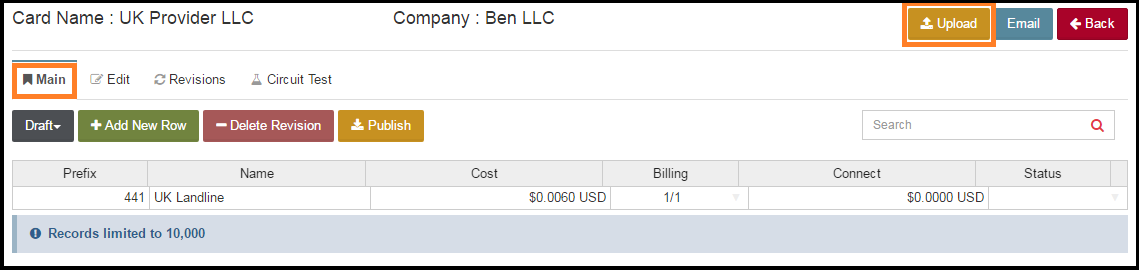 Card Name : UK Provider LLC Company : Ben LLC Upload Email Back
Main Edit Revisions Circuit Test
Draft Add New Row Delete Revision Publish Search
Prefix Name Cost Billing Connect Status
441 UK Landline $0.0060 USD 1/1 $0.0000 USD
Records limited to 10,000